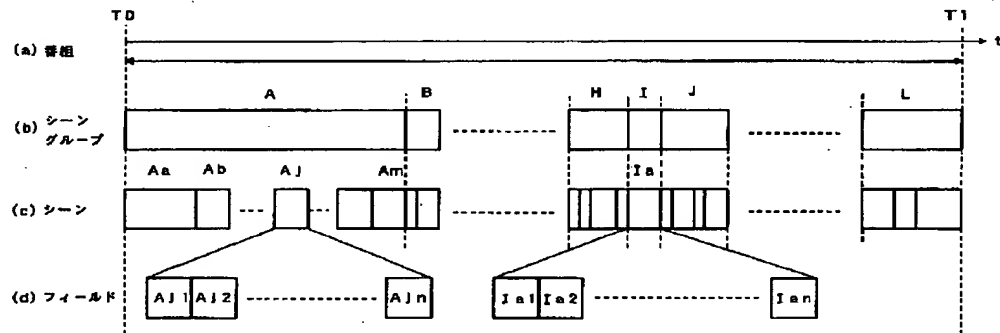 T0 T1
(a) 番組 t
A B H I J L
(b) シーン
グループ
Aa Ab Aj Am Ia
(c) シーン
(d) フィールド Aj1 Aj2 Ajn Ia1 Ia2 Ian